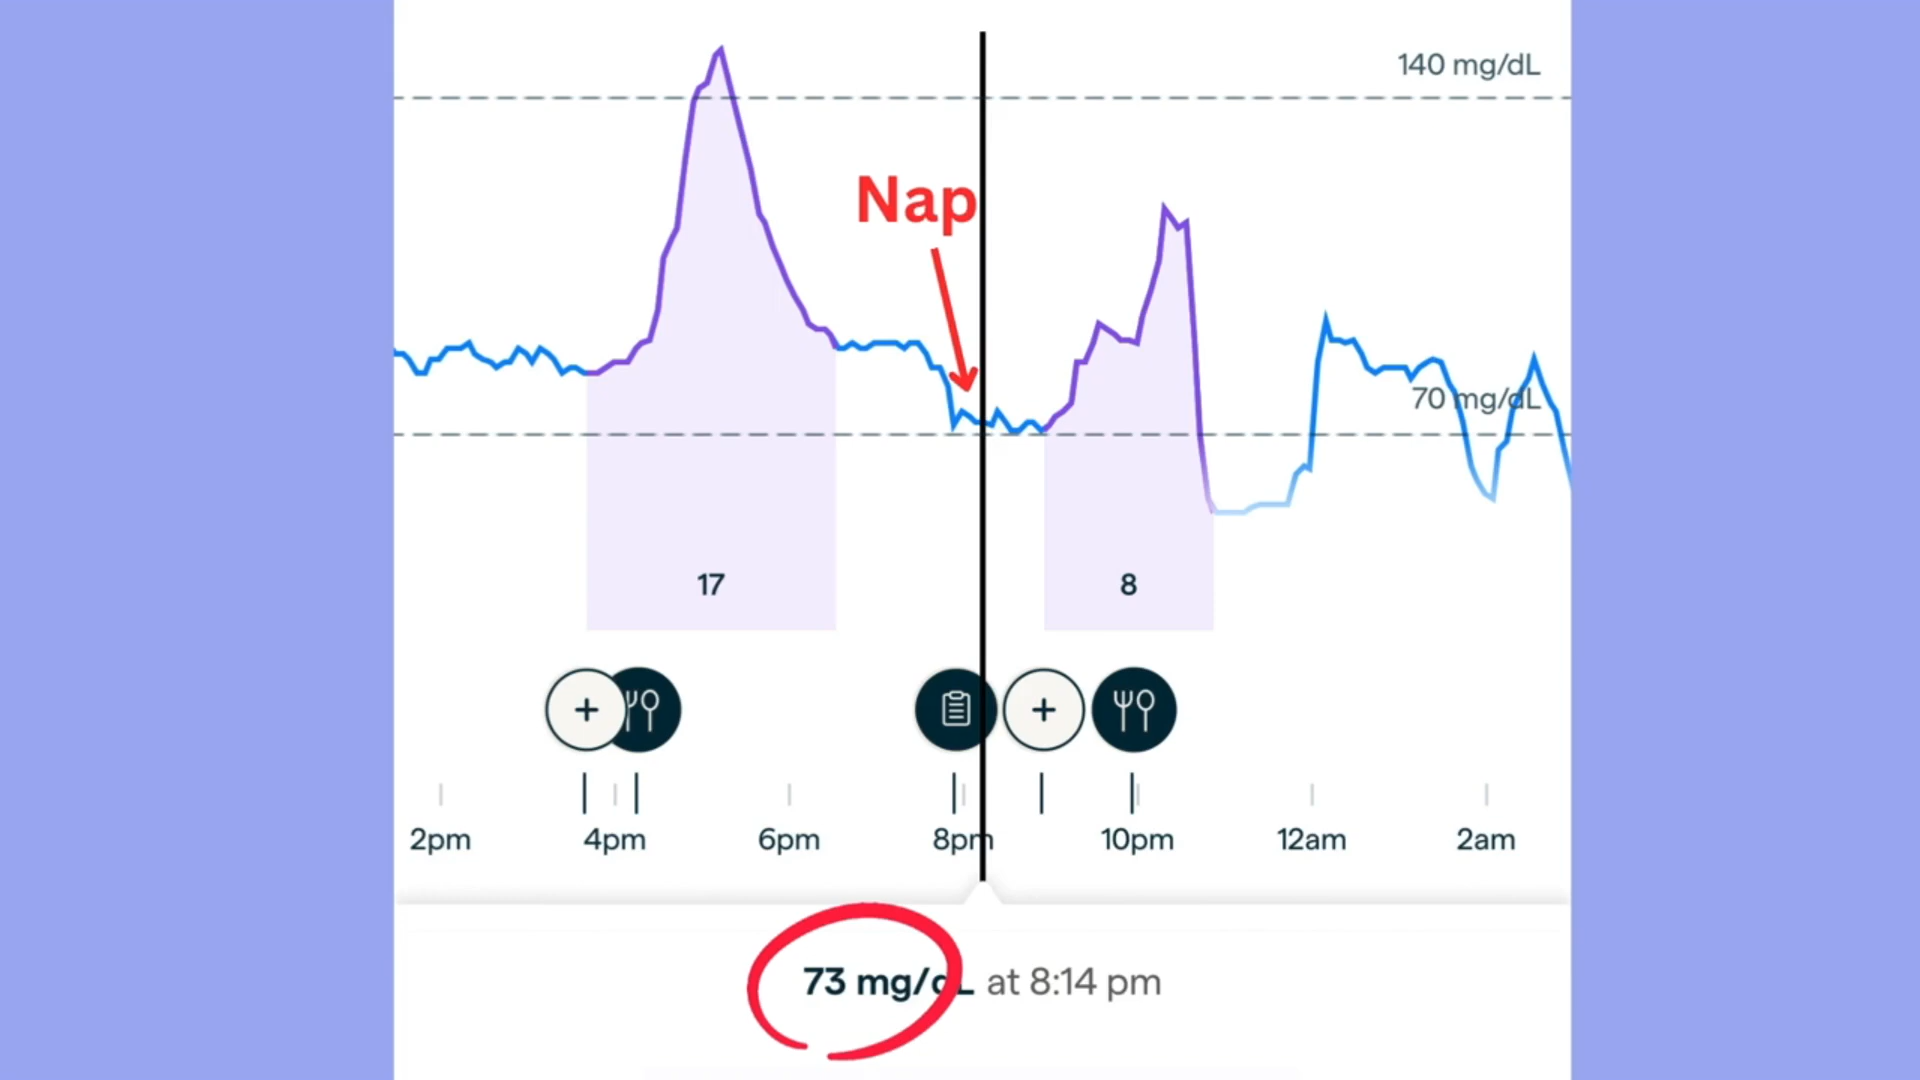 140 mg/dL
Nap
70 mg/dL
17
8
2pm 4pm 6pm 8pm 10pm 12am 2am
73 mg/dL at 8:14 pm